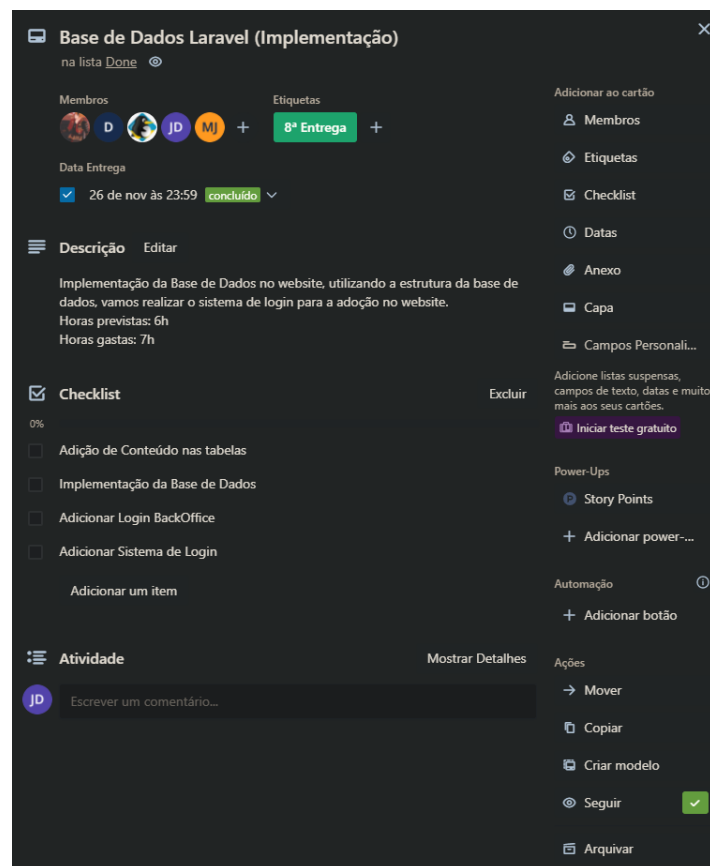 Base de Dados Laravel (Implementação)
na lista Done
Membros
D
JD
MJ
Etiquetas
8ª Entrega
Data Entrega
26 de nov às 23:59 concluído
Descrição Editar
Implementação da Base de Dados no website, utilizando a estrutura da base de
dados, vamos realizar o sistema de login para a adoção no website.
Horas previstas: 6h
Horas gastas: 7h
Checklist Excluir
0%
Adição de Conteúdo nas tabelas
Implementação da Base de Dados
Adicionar Login BackOffice
Adicionar Sistema de Login
Adicionar um item
Atividade Mostrar Detalhes
JD
Escrever um comentário...
Adicionar ao cartão
Membros
Etiquetas
Checklist
Datas
Anexo
Capa
Campos Personali...
Adicione listas suspensas,
campos de texto, datas e muito
mais aos seus cartões.
Iniciar teste gratuito
Power-Ups
Story Points
Adicionar power-...
Automação
Adicionar botão
Ações
Mover
Copiar
Criar modelo
Seguir
Arquivar